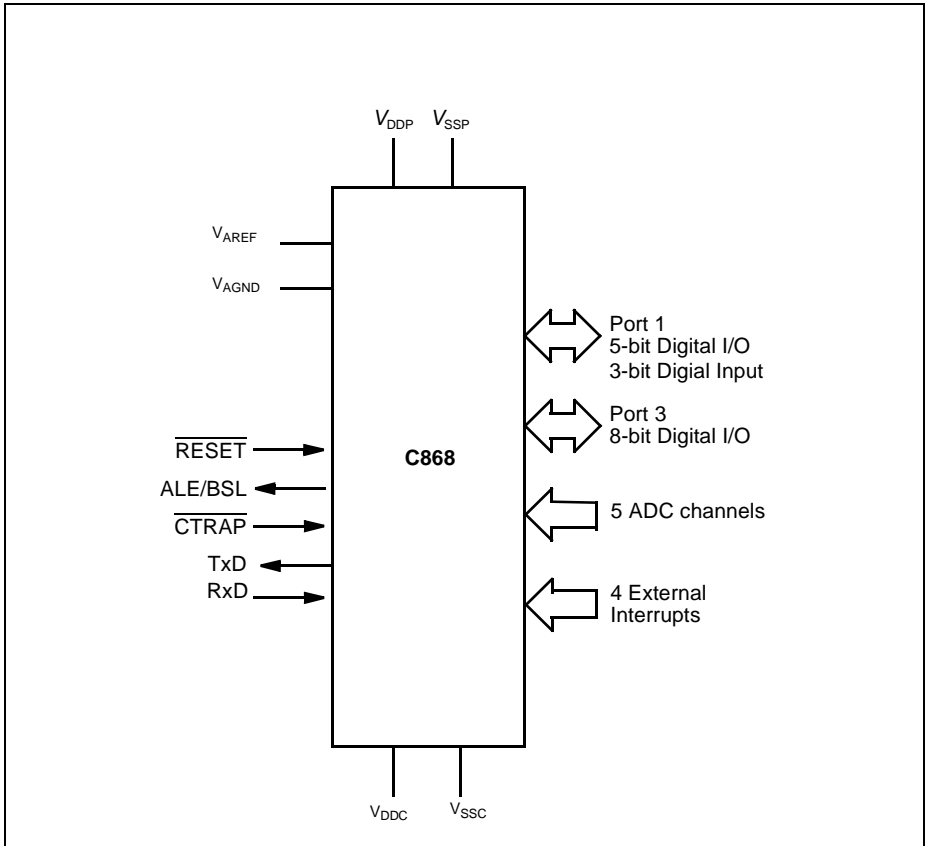 VDDP VSSP
VAREF
VAGND
Port 1
5-bit Digital I/O
3-bit Digial Input
Port 3
8-bit Digital I/O
RESET
C868
ALE/BSL
CTRAP
5 ADC channels
TxD
RxD
4 External
Interrupts
VDDC VSSC